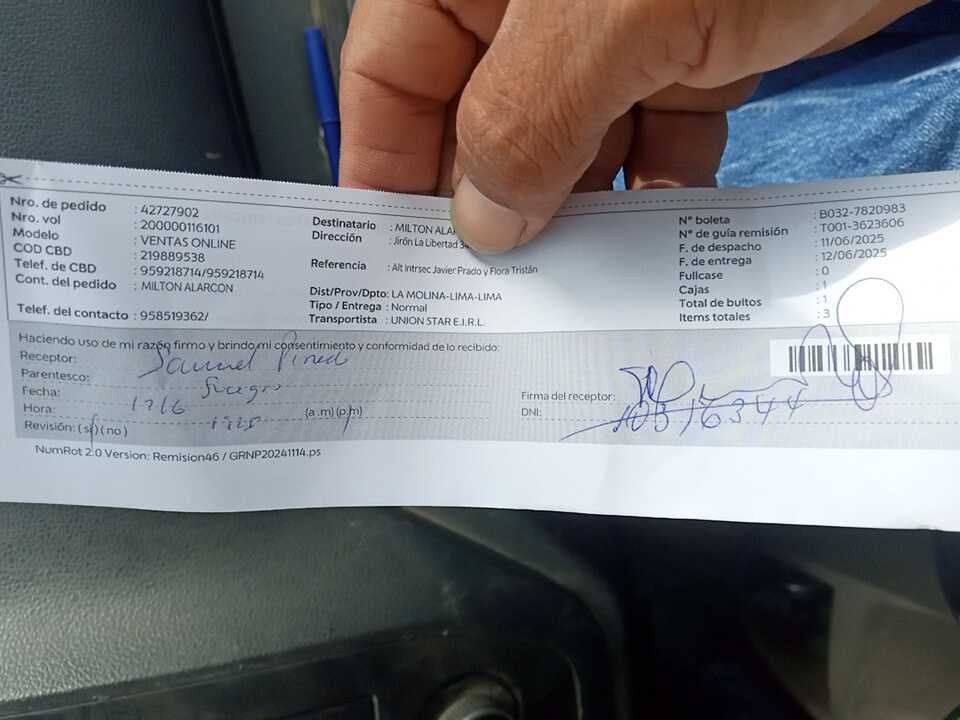 Nro. de pedido : 42727902
Nro. vol : 200000116101
Modelo : VENTAS ONLINE
COD CBD : 219889538
Telef. de CBD : 959218714/959218714
Cont. del pedido : MILTON ALARCON
Telef. del contacto : 958519362/
Destinatario : MILTON
Dirección : Jirón La Libertad
Referencia : Alt Intrsec Javier Prado y Flora Tristán
Dist/Prov/Dpto: LA MOLINA-LIMA-LIMA
Tipo / Entrega : Normal
Transportista : UNION STAR E.I.R.L.
N° boleta : B032-7820983
N° de guía remisión : T001-3623606
F. de despacho : 11/06/2025
F. de entrega : 12/06/2025
Fullcase : 0
Cajas : 1
Total de bultos : 1
Items totales : 3
Haciendo uso de mi razón firmo y brindo mi consentimiento y conformidad de lo recibido:
Receptor: Samuel
Parentesco: Suegro
Fecha:
Hora: (a.m)(p.m)
Revisión: (si)(no)
Firma del receptor:
DNI: 10316344
NumRot 2.0 Version: Remision46 / GRNP20241114.ps